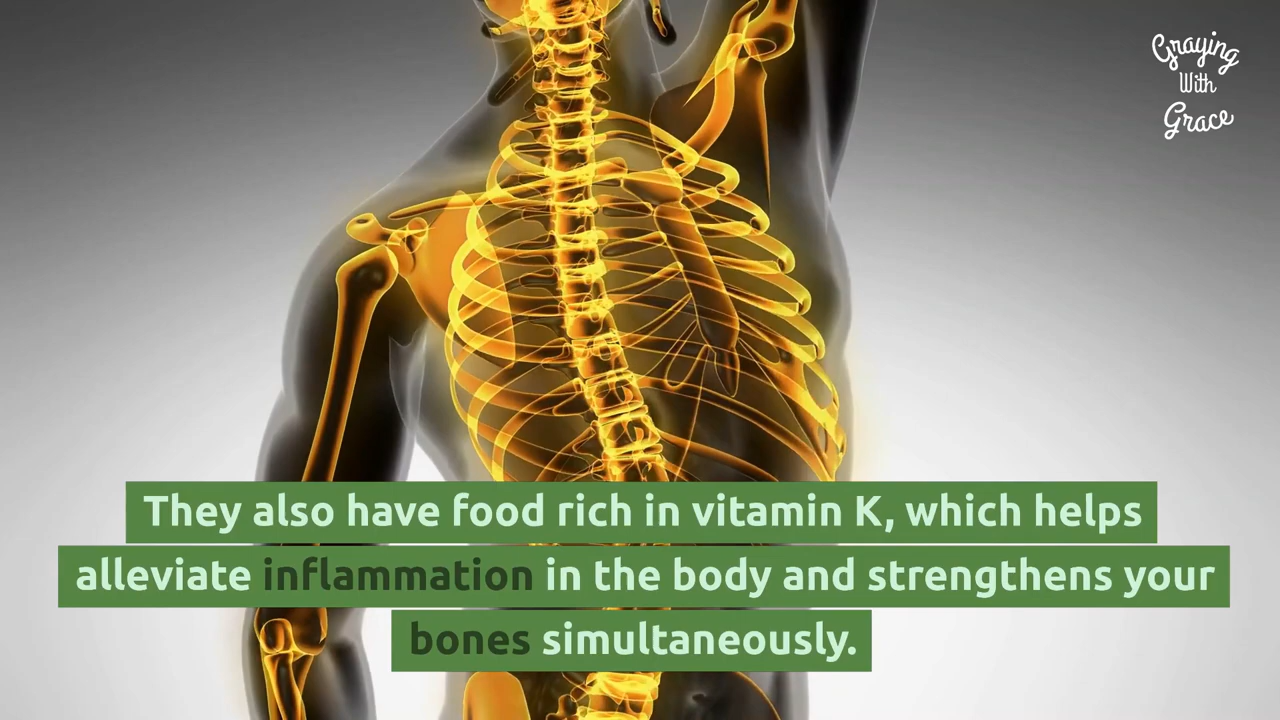 Graying
With
Grace
They also have food rich in vitamin K, which helps
alleviate inflammation in the body and strengthens your
bones simultaneously.